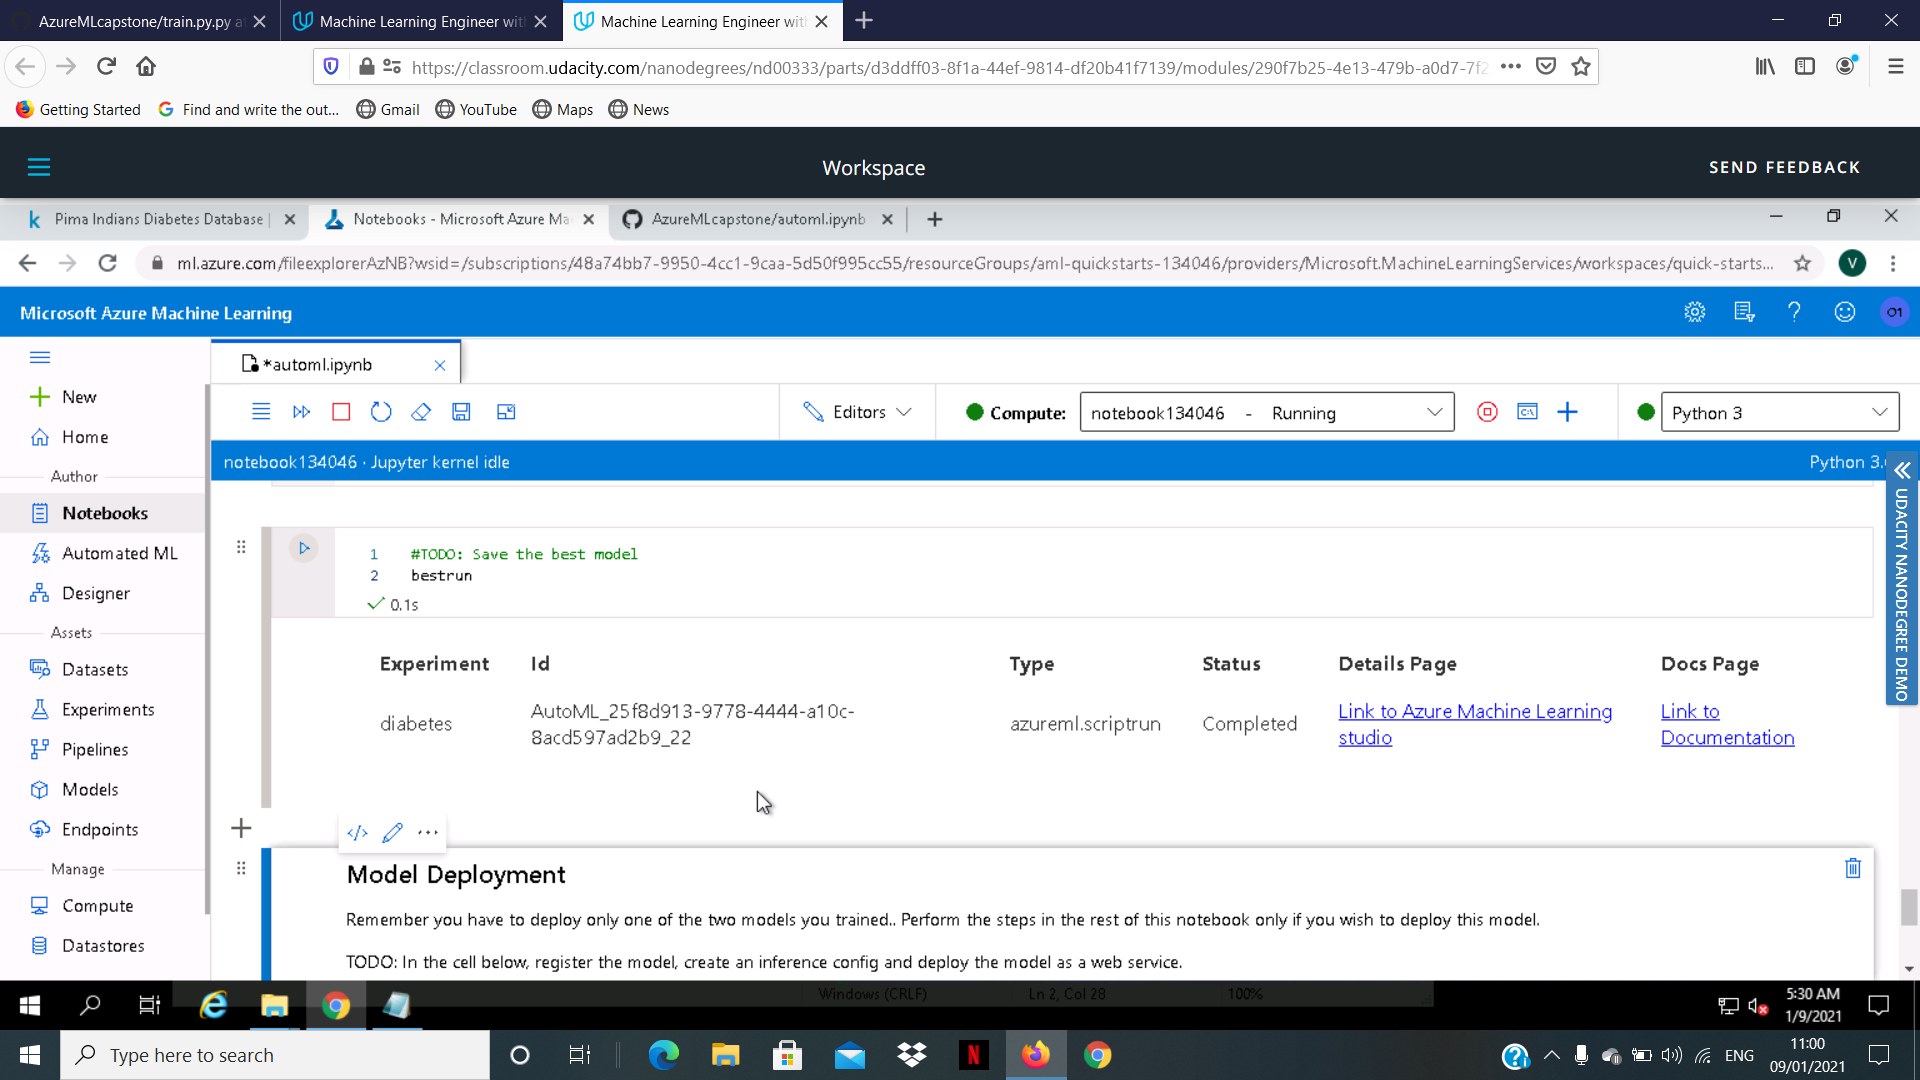 AzureMLcapstone/train.py.py a
Machine Learning Engineer wit
Machine Learning Engineer with
https://classroom.udacity.com/nanodegrees/nd00333/parts/d3ddff03-8f1a-44ef-9814-df20b41f7139/modules/290f7b25-4e13-479b-a0d7-7f2
Getting Started
Find and write the out...
Gmail
YouTube
Maps
News
Workspace
SEND FEEDBACK
Pima Indians Diabetes Database |
Notebooks - Microsoft Azure Ma
AzureMLcapstone/automl.ipynb
ml.azure.com/fileexplorerAzNB?wsid=/subscriptions/48a74bb7-9950-4cc1-9caa-5d50f995cc55/resourceGroups/aml-quickstarts-134046/providers/Microsoft.MachineLearningServices/workspaces/quick-starts...
V
Microsoft Azure Machine Learning
O1
New
Home
Author
Notebooks
Automated ML
Designer
Assets
Datasets
Experiments
Pipelines
Models
Endpoints
Manage
Compute
Datastores
*automl.ipynb
Editors
Compute:
notebook134046 - Running
Python 3
notebook134046 · Jupyter kernel idle
Python 3.
UDACITY NANODEGREE DEMO
1 #TODO: Save the best model
2 bestrun
0.1s
Experiment Id Type Status Details Page Docs Page
diabetes AutoML_25f8d913-9778-4444-a10c- azureml.scriptrun Completed Link to Azure Machine Learning Link to
8acd597ad2b9_22 studio Documentation
Model Deployment
Remember you have to deploy only one of the two models you trained.. Perform the steps in the rest of this notebook only if you wish to deploy this model.
TODO: In the cell below, register the model, create an inference config and deploy the model as a web service.
Windows (CRLF) Ln 2, Col 28 100%
5:30 AM
1/9/2021
Type here to search
ENG
11:00
09/01/2021